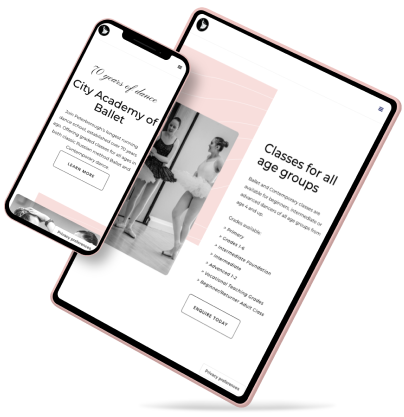 70 years of dance
City Academy of
Ballet
Join Peterborough's longest running
dance school, established over 70 years
ago. Offering graded classes for all ages in
both classic Russian method Ballet and
Contemporary dance.
LEARN MORE
Privacy preferences
Classes for all
age groups
Ballet and Contemporary classes are
available for beginners, intermediate or
advanced dancers of all age groups from
age 4 and up.
Grades available:
Primary
Grades 1-6
Intermediate Foundation
Intermediate
Advanced 1-2
Vocational Teaching Grades
Beginner/Returner Adult Class
ENQUIRE TODAY
Privacy preferences